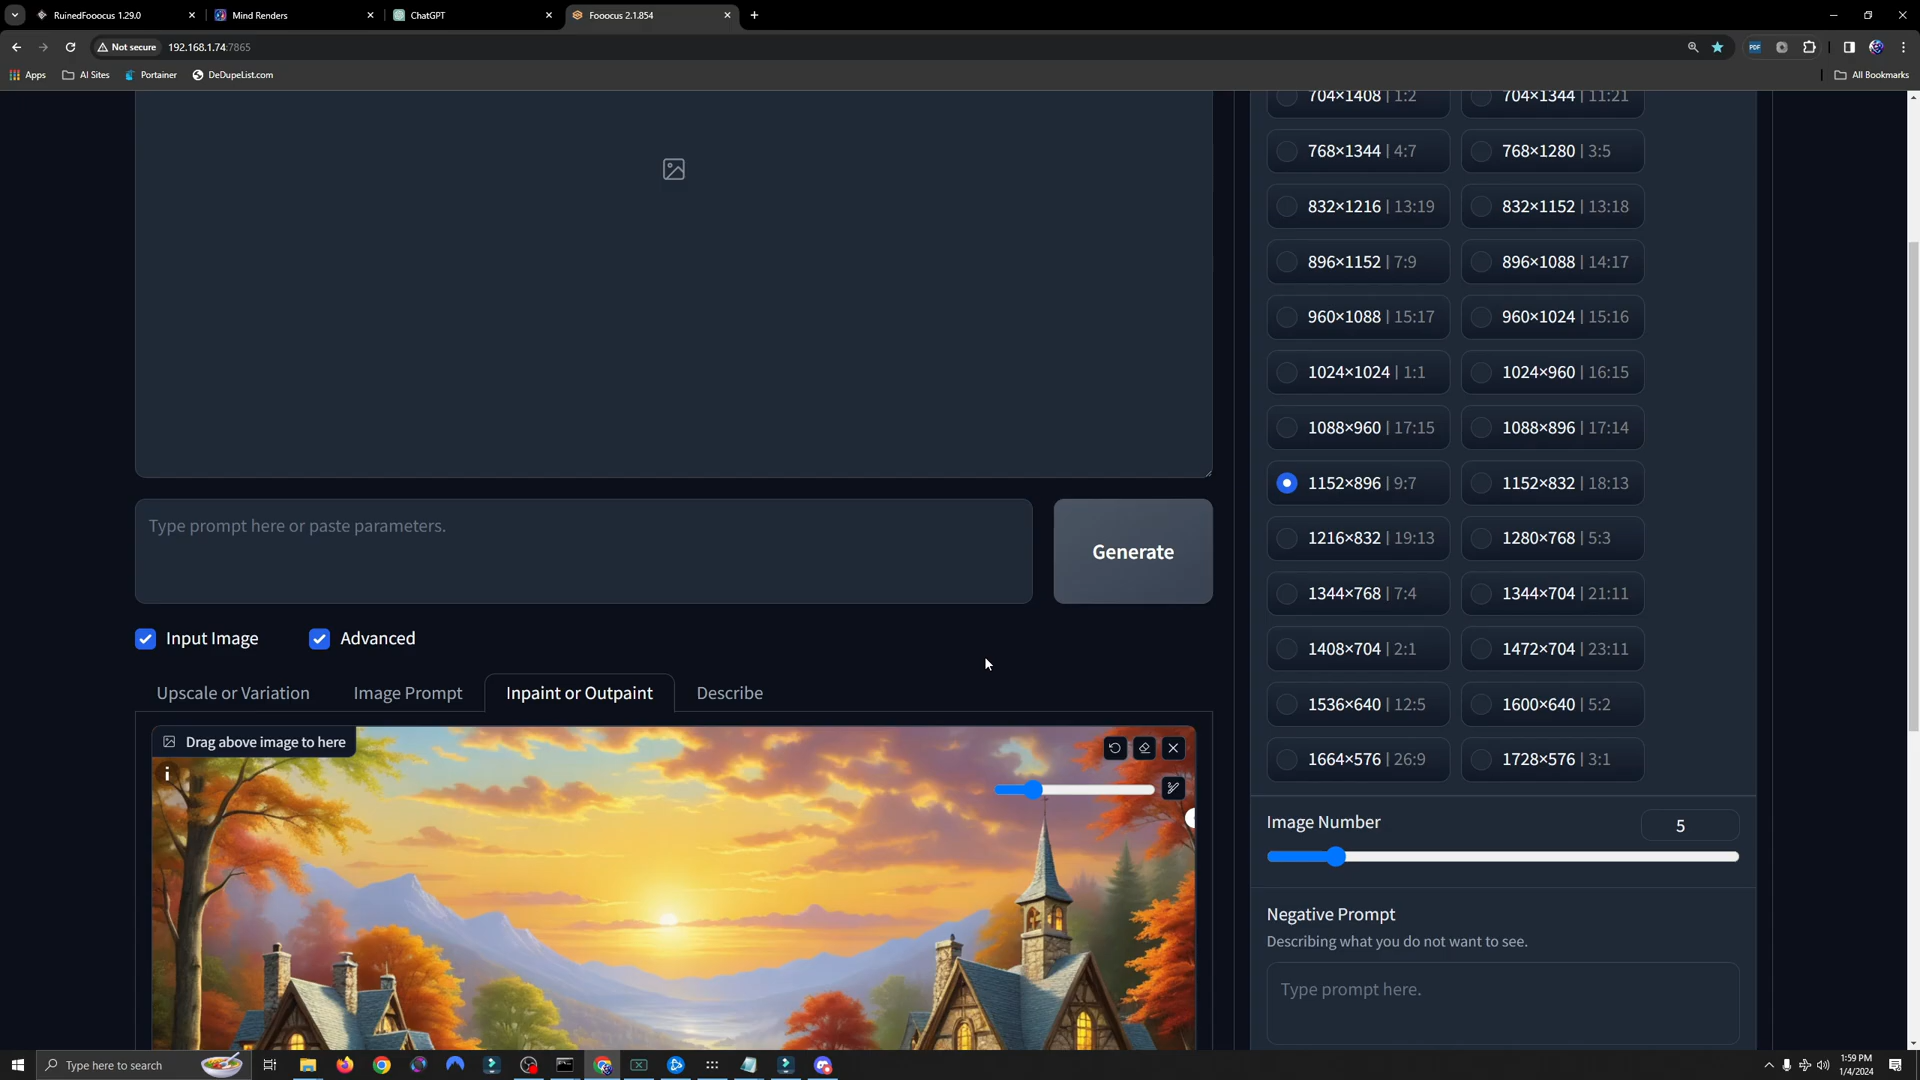 RuinedFooocus 1.29.0
Mind Renders
ChatGPT
Fooocus 2.1.854
Not secure
192.168.1.74:7865
PDF
Apps
AI Sites
Portainer
DeDupeList.com
All Bookmarks
704×1408 | 1:2
704×1344 | 11:21
768×1344 | 4:7
768×1280 | 3:5
832×1216 | 13:19
832×1152 | 13:18
896×1152 | 7:9
896×1088 | 14:17
960×1088 | 15:17
960×1024 | 15:16
1024×1024 | 1:1
1024×960 | 16:15
1088×960 | 17:15
1088×896 | 17:14
1152×896 | 9:7
1152×832 | 18:13
1216×832 | 19:13
1280×768 | 5:3
1344×768 | 7:4
1344×704 | 21:11
1408×704 | 2:1
1472×704 | 23:11
1536×640 | 12:5
1600×640 | 5:2
1664×576 | 26:9
1728×576 | 3:1
Type prompt here or paste parameters.
Generate
Input Image
Advanced
Upscale or Variation
Image Prompt
Inpaint or Outpaint
Describe
Drag above image to here
Image Number
5
Negative Prompt
Describing what you do not want to see.
Type prompt here.
Type here to search
1:59 PM
1/4/2024